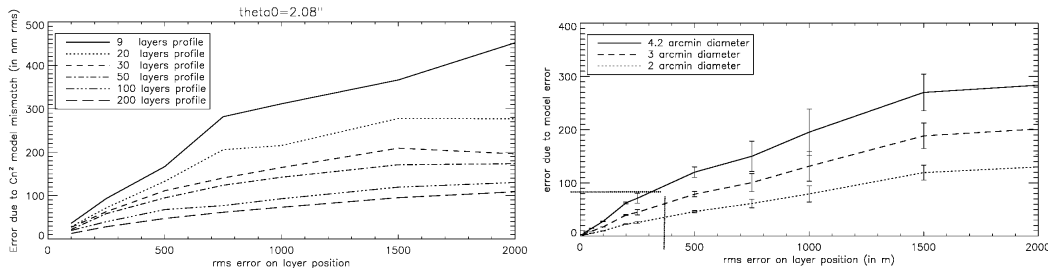 theta0=2.08"
Error due to Cn² model mismatch (in nm rms)
500
400
300
200
100
0
9 layers profile
20 layers profile
30 layers profile
50 layers profile
100 layers profile
200 layers profile
0 500 1000 1500 2000
rms error on layer position
error due to model error
400
300
200
100
0
4.2 arcmin diameter
3 arcmin diameter
2 arcmin diameter
0 500 1000 1500 2000
rms error on layer position (in m)